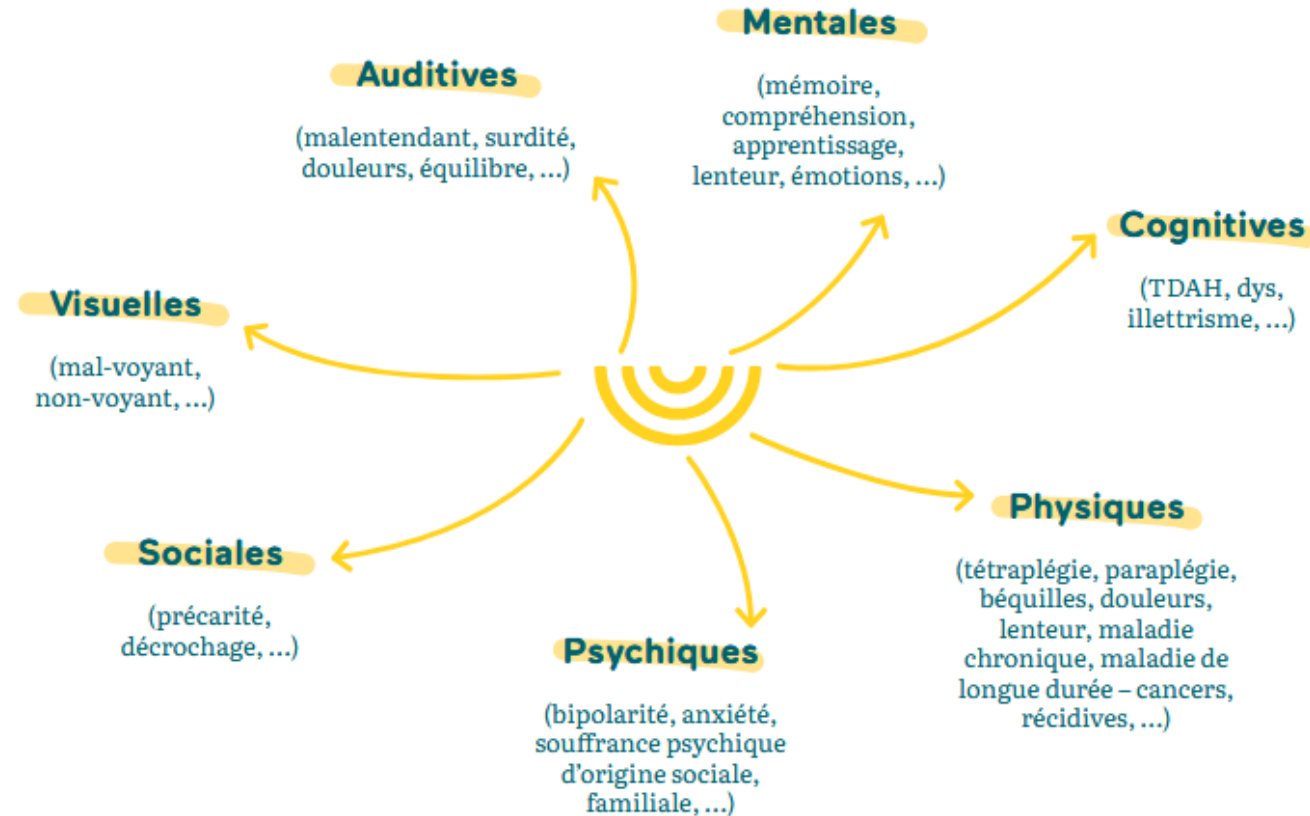 Mentales
(mémoire,
compréhension,
apprentissage,
lenteur, émotions, ...)
Auditives
(malentendant, surdité,
douleurs, équilibre, ...)
Cognitives
(TDAH, dys,
illettrisme, ...)
Visuelles
(mal-voyant,
non-voyant, ...)
Physiques
(tétraplégie, paraplégie,
béquilles, douleurs,
lenteur, maladie
chronique, maladie de
longue durée – cancers,
récidives, ...)
Sociales
(précarité,
décrochage, ...)
Psychiques
(bipolarité, anxiété,
souffrance psychique
d’origine sociale,
familiale, ...)